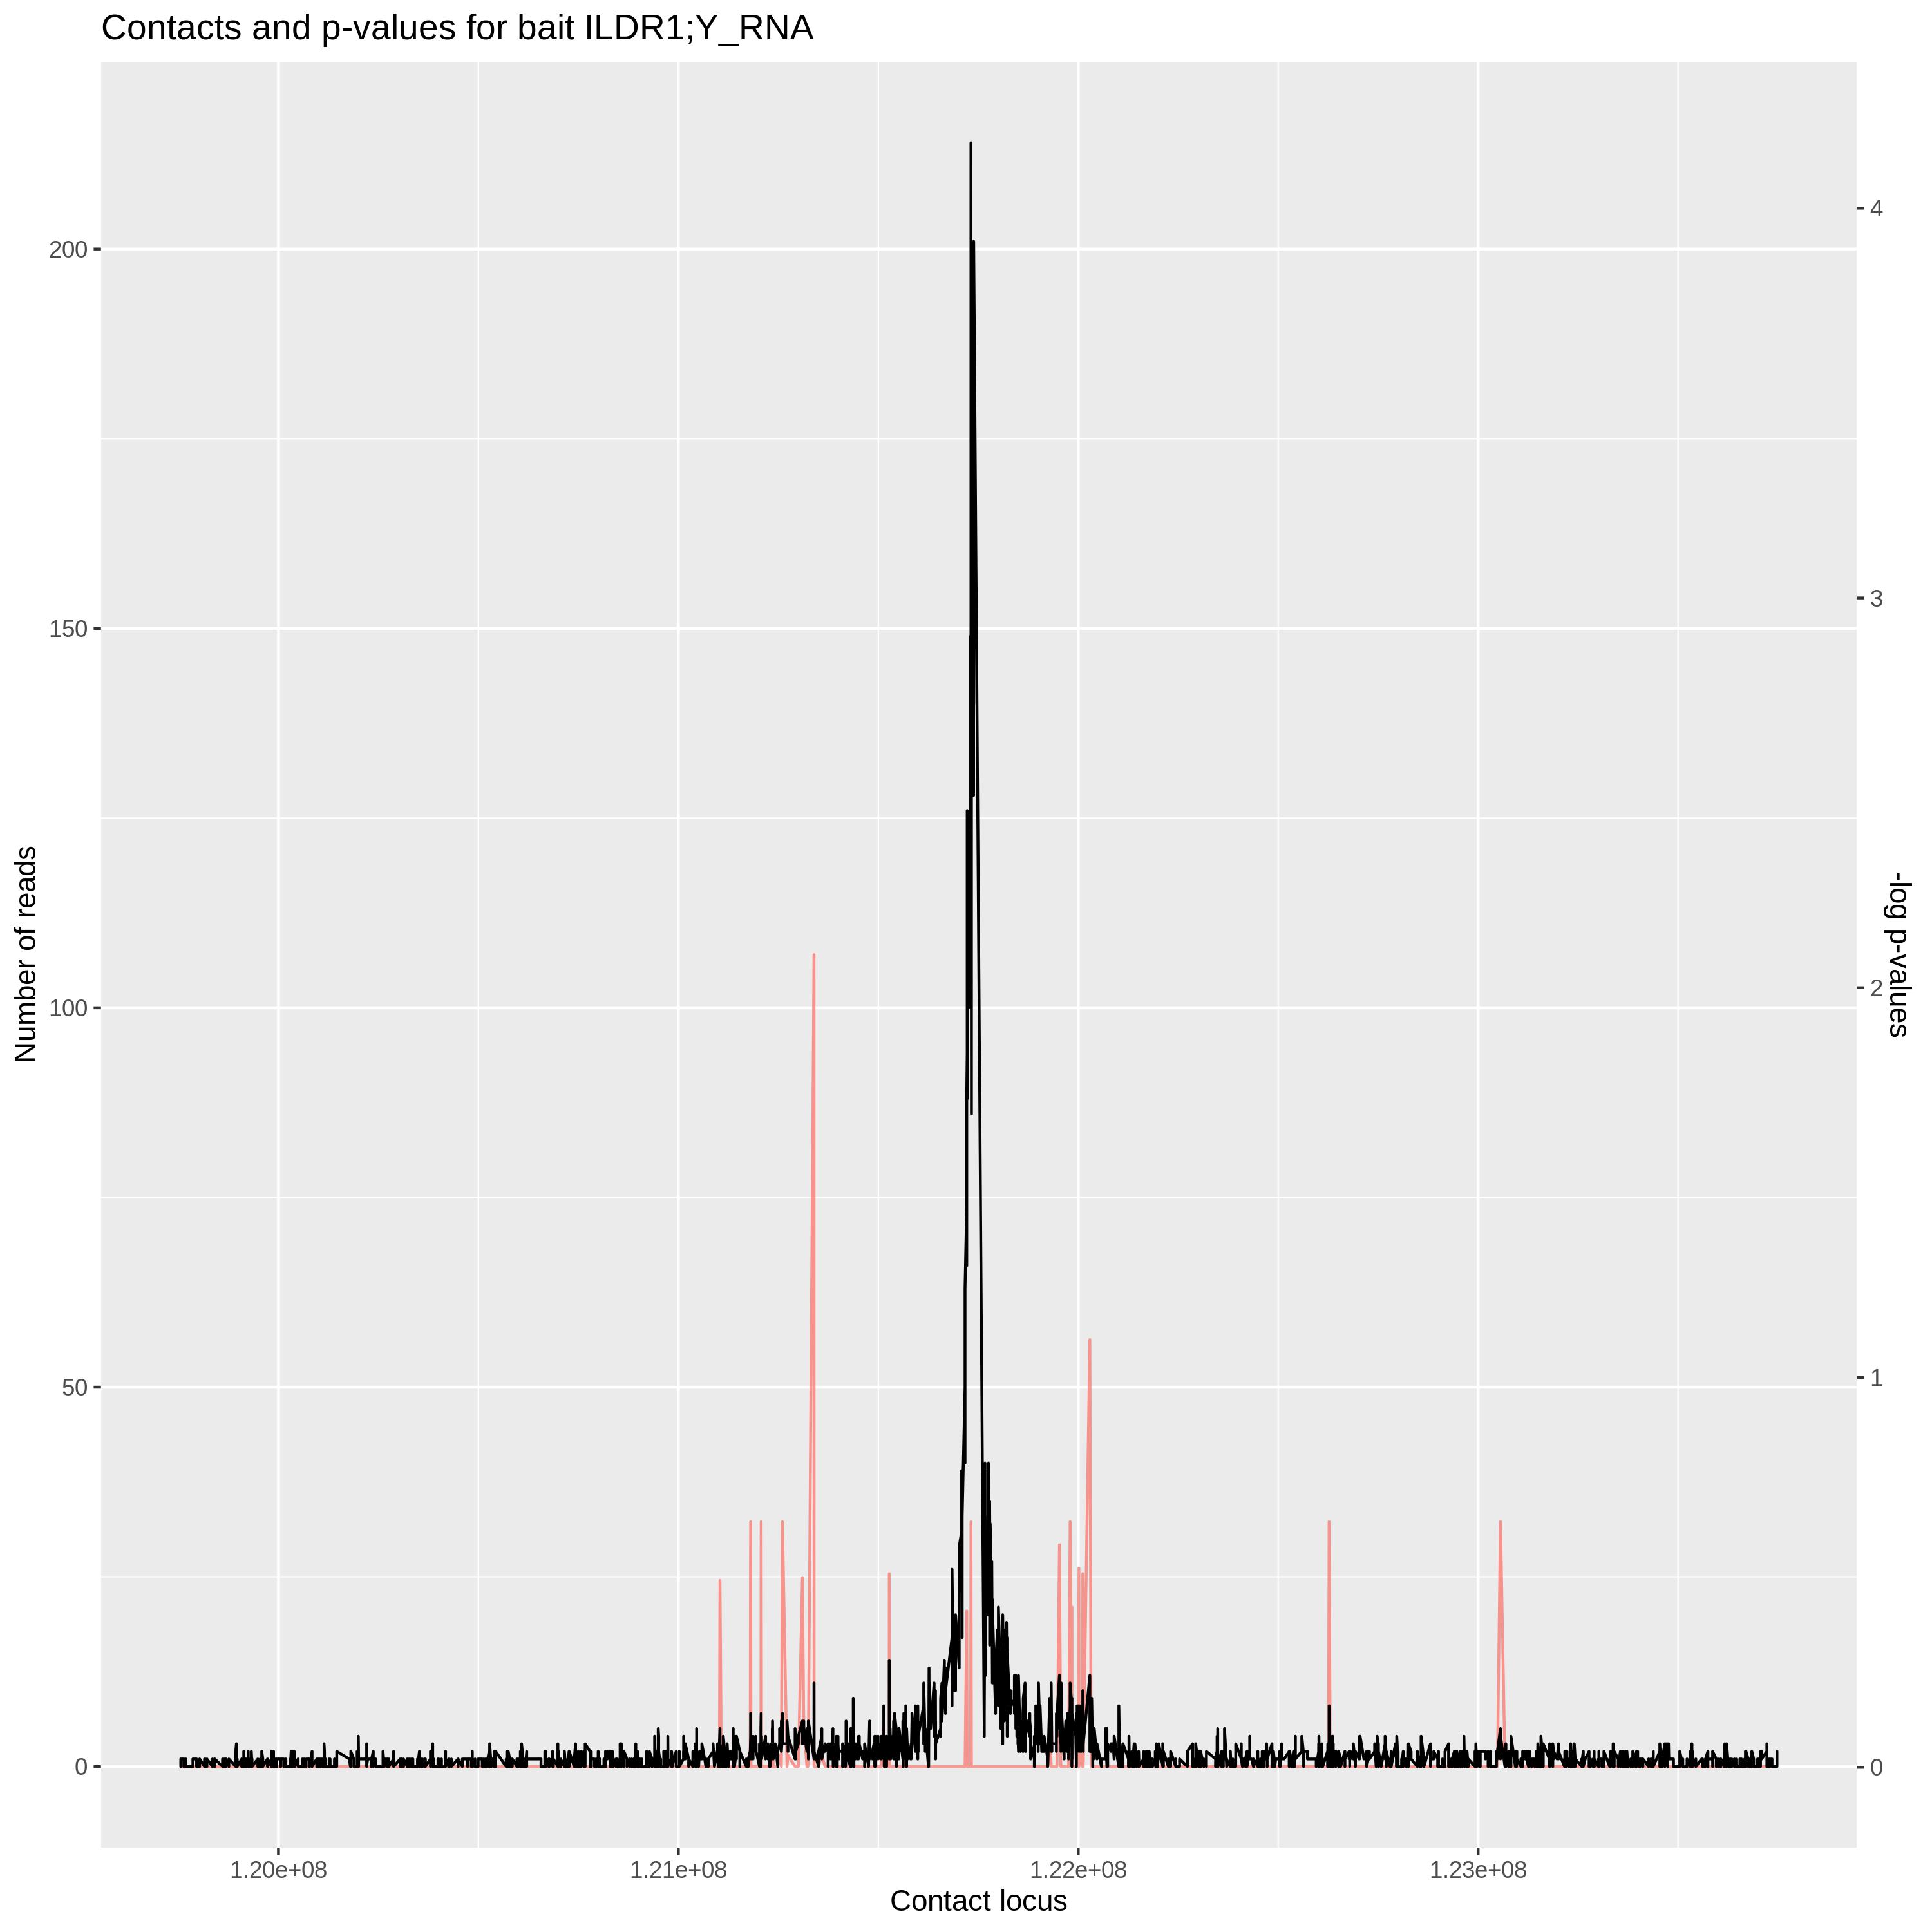 Contacts and p-values for bait ILDR1;Y_RNA
Number of reads
200
150
100
50
0
4
3
2
1
0
-log p-values
1.20e+08
1.21e+08
1.22e+08
1.23e+08
Contact locus